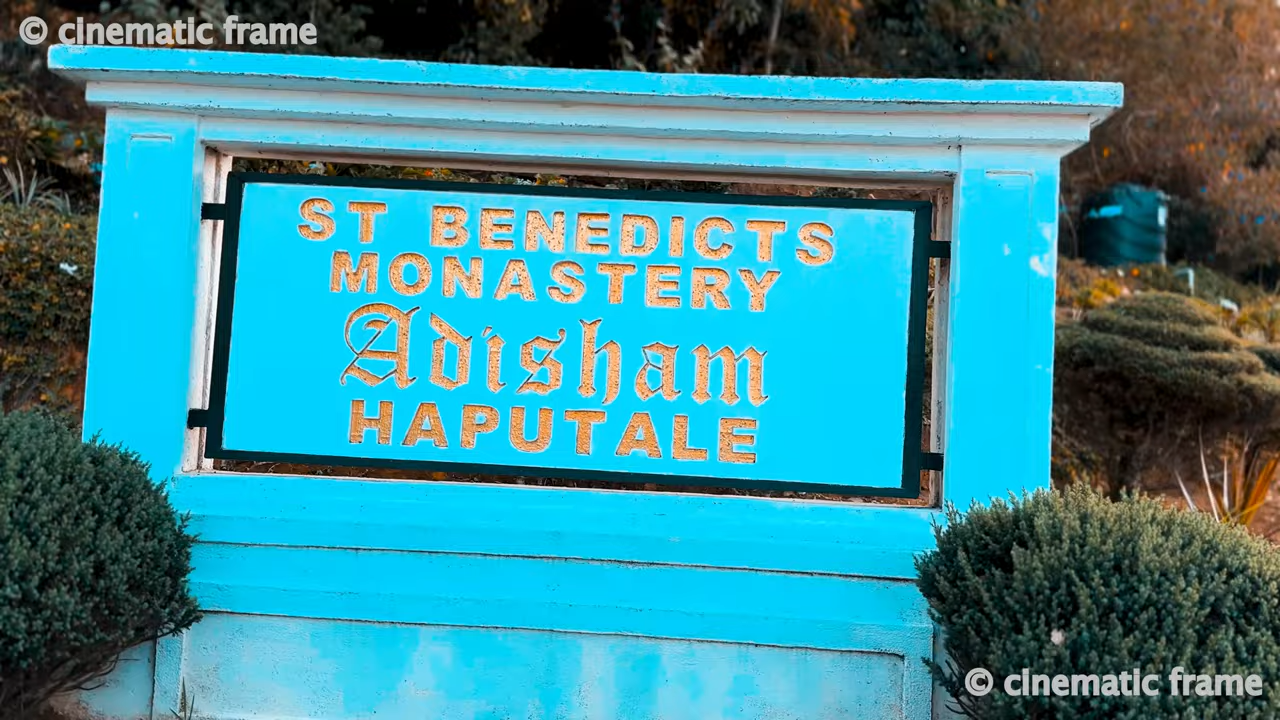 © cinematic frame
ST BENEDICTS
MONASTERY
Adisham
HAPUTALE
© cinematic frame